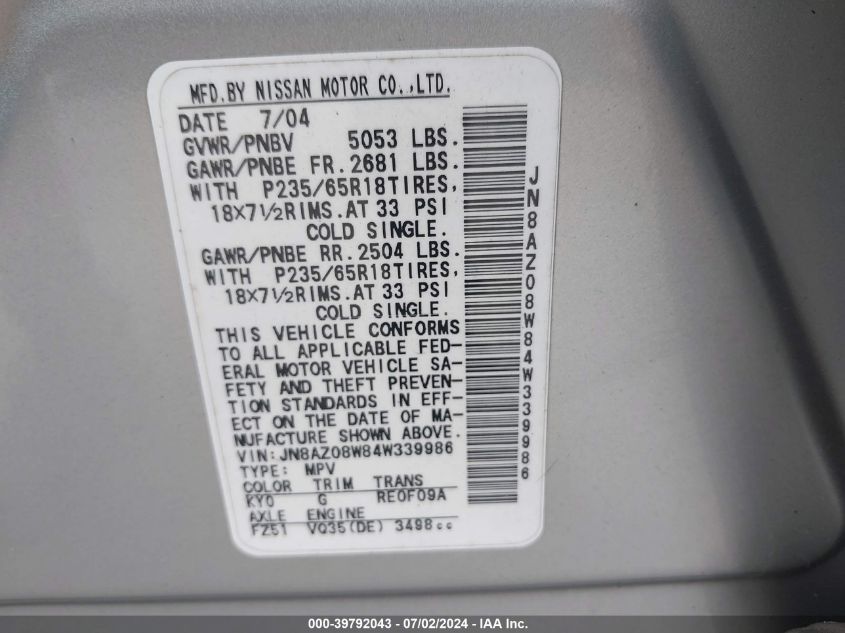 MFD.BY NISSAN MOTOR CO.,LTD.
DATE 7/04
GVWR/PNBV 5053 LBS.
GAWR/PNBE FR.2681 LBS.
WITH P235/65R18TIRES,
18X7½RIMS.AT 33 PSI
COLD SINGLE.
GAWR/PNBE RR.2504 LBS.
WITH P235/65R18TIRES,
18X7½RIMS.AT 33 PSI
COLD SINGLE.
THIS VEHICLE CONFORMS
TO ALL APPLICABLE FED-
ERAL MOTOR VEHICLE SA-
FETY AND THEFT PREVEN-
TION STANDARDS IN EFF-
ECT ON THE DATE OF MA-
NUFACTURE SHOWN ABOVE.
VIN:JN8AZ08W84W339986
TYPE: MPV
COLOR TRIM TRANS
KY0 G RE0F09A
AXLE ENGINE
FZ51 VQ35(DE) 3498cc
JN8AZ08W84W339986
000-39792043 - 07/02/2024 - IAA Inc.